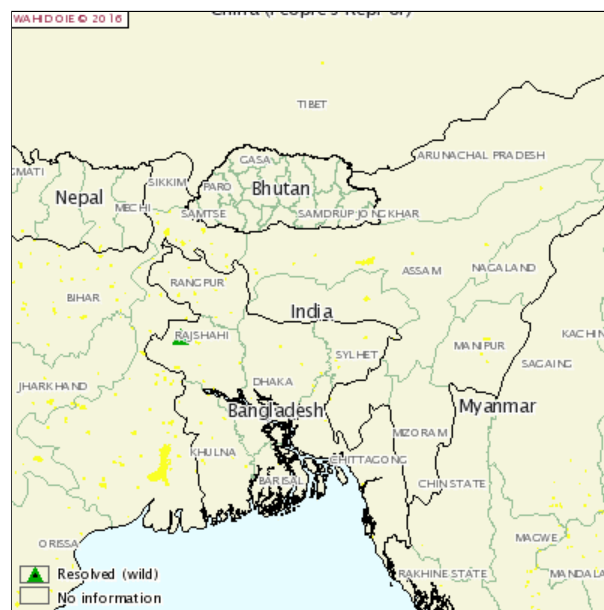 WAHID OIE © 2016
China (People's Rep. of)
TIBET
ARUNACHAL PRADESH
GASA
SIKKIM
PARO
Bhutan
Nepal
MECHI
SAMTSE
SAMDRUP JONGKHAR
NAGALAND
ASSAM
RANGPUR
BIHAR
India
KACHIN
RAJSHAHI
SYLHET
MANIPUR
SAGAING
JHARKHAND
DHAKA
Bangladesh
Myanmar
MIZORAM
KHULNA
CHITTAGONG
BARISAL
CHIN STATE
ORISSA
MAGWE
RAKHINE STATE
MANDALA
Resolved (wild)
No information